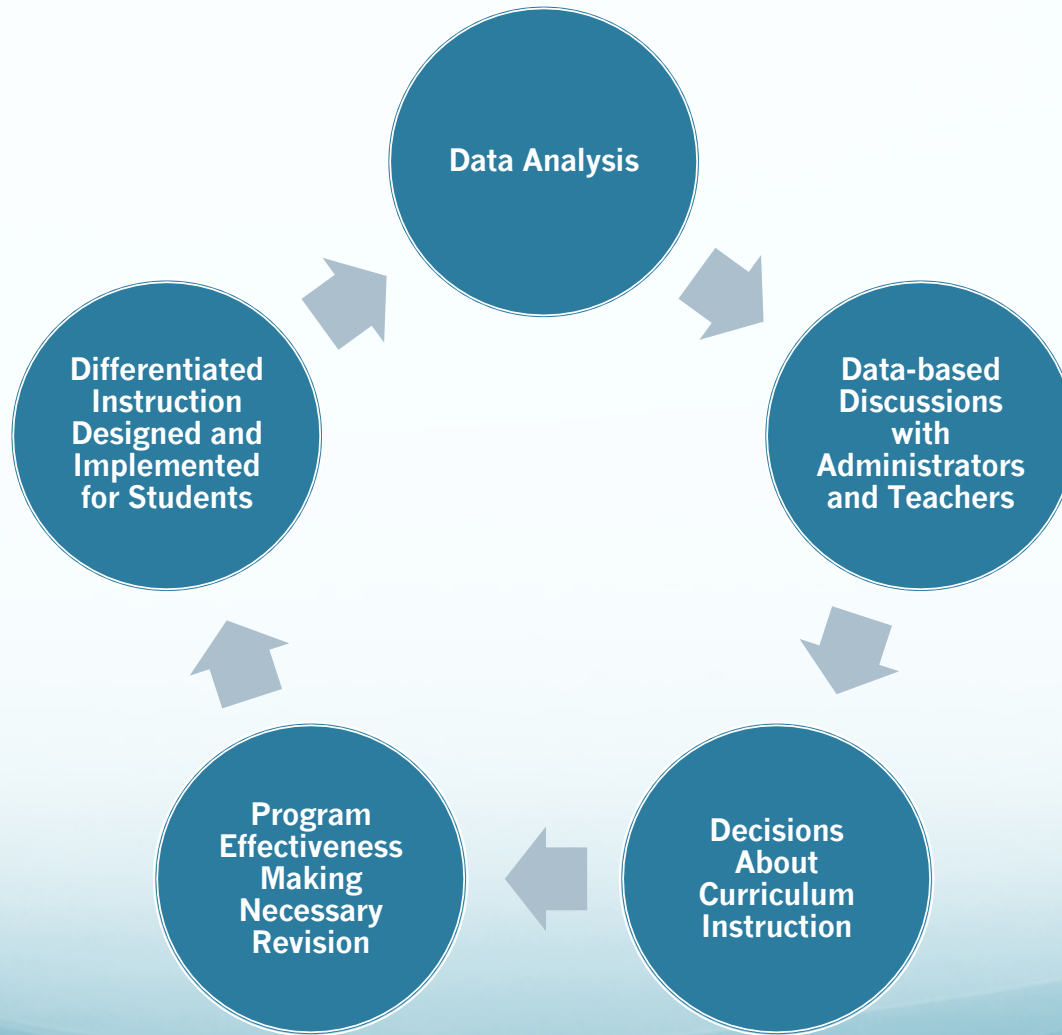 Data Analysis
Data-based
Discussions
with
Administrators
and Teachers
Decisions
About
Curriculum
Instruction
Program
Effectiveness
Making
Necessary
Revision
Differentiated
Instruction
Designed and
Implemented
for Students